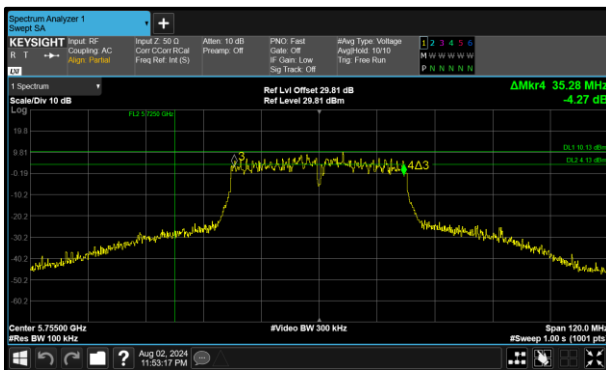 Spectrum Analyzer 1
Swept SA
+
KEYSIGHT
R T
LXI
Input: RF
Coupling: AC
Align: Partial
Input Z: 50 Ω
Corr CCorr RCal
Freq Ref: Int (S)
Atten: 10 dB
Preamp: Off
PNO: Fast
Gate: Off
IF Gain: Low
Sig Track: Off
#Avg Type: Voltage
Avg|Hold: 10/10
Trig: Free Run
1 2 3 4 5 6
M W W W W W
P N N N N N
1 Spectrum
Scale/Div 10 dB
Ref Lvl Offset 29.81 dB
Ref Level 29.81 dBm
ΔMkr4 35.28 MHz
-4.27 dB
Log
FL2 5.7250 GHz
19.8
9.81
DL1 10.13 dBm
3
4Δ3
DL2 4.13 dBm
-0.19
-10.2
-20.2
-30.2
-40.2
-50.2
-60.2
Center 5.75500 GHz
#Video BW 300 kHz
Span 120.0 MHz
#Res BW 100 kHz
#Sweep 1.00 s (1001 pts)
?
Aug 02, 2024
11:53:17 PM